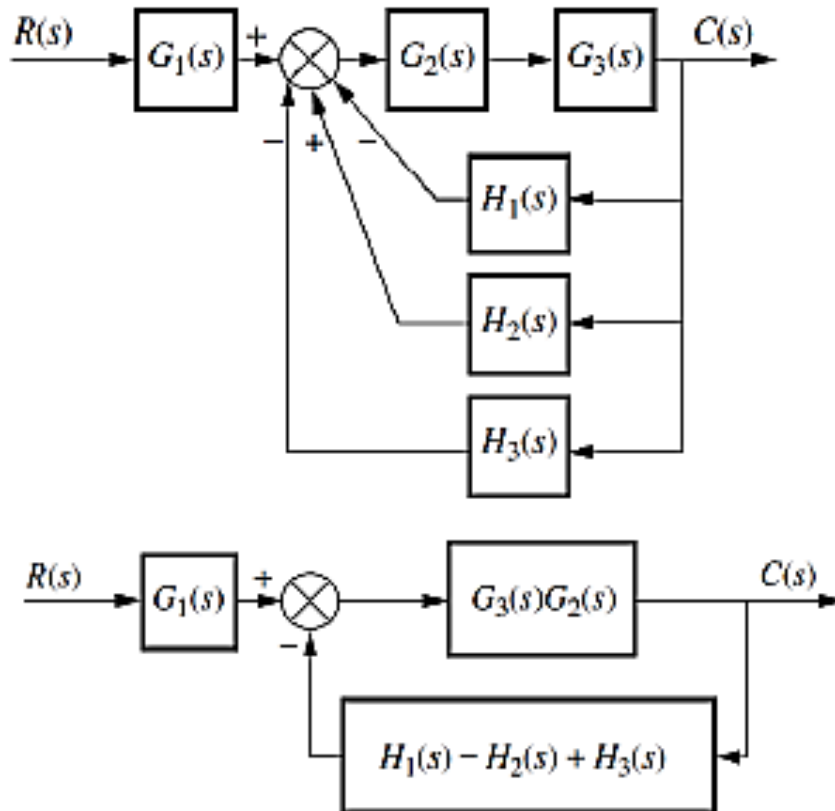 R(s)
G₁(s)
+
G₂(s)
G₃(s)
C(s)
−
+
−
H₁(s)
H₂(s)
H₃(s)
R(s)
G₁(s)
+
−
G₃(s)G₂(s)
C(s)
H₁(s) − H₂(s) + H₃(s)